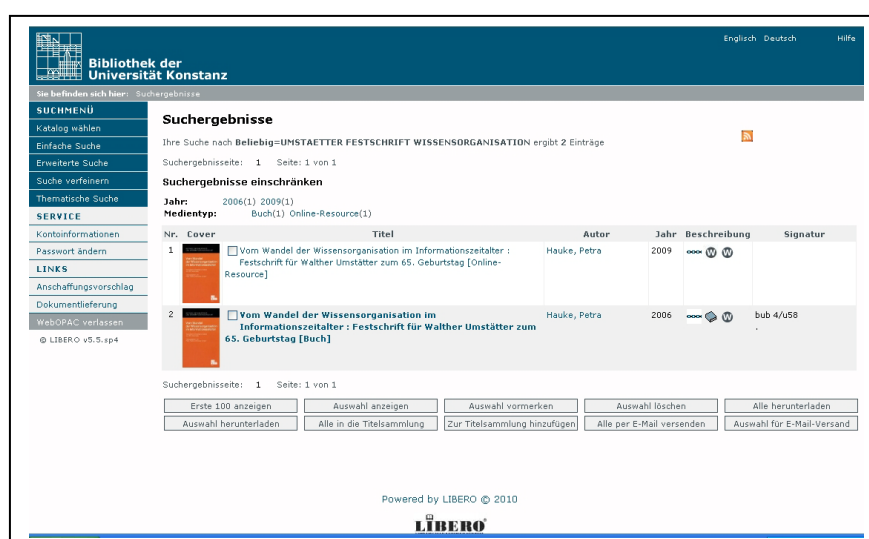 Englisch Deutsch Hilfe
Bibliothek der
Universität Konstanz
Sie befinden sich hier: Suchergebnisse
SUCHMENÜ
Katalog wählen
Einfache Suche
Erweiterte Suche
Suche verfeinern
Thematische Suche
SERVICE
Kontoinformationen
Passwort ändern
LINKS
Anschaffungsvorschlag
Dokumentlieferung
WebOPAC verlassen
© LIBERO v5.5.sp4
Suchergebnisse
Ihre Suche nach Beliebig=UMSTAETTER FESTSCHRIFT WISSENSORGANISATION ergibt 2 Einträge
Suchergebnisseite: 1 Seite: 1 von 1
Suchergebnisse einschränken
Jahr: 2006(1) 2009(1)
Medientyp: Buch(1) Online-Resource(1)
Nr. Cover Titel Autor Jahr Beschreibung Signatur
1 Vom Wandel der Wissensorganisation im Informationszeitalter : Hauke, Petra 2009
Festschrift für Walther Umstätter zum 65. Geburtstag [Online-
Resource]
2 Vom Wandel der Wissensorganisation im Hauke, Petra 2006 bub 4/u58
Informationszeitalter : Festschrift für Walther Umstätter zum .
65. Geburtstag [Buch]
Suchergebnisseite: 1 Seite: 1 von 1
Erste 100 anzeigen Auswahl anzeigen Auswahl vormerken Auswahl löschen Alle herunterladen
Auswahl herunterladen Alle in die Titelsammlung Zur Titelsammlung hinzufügen Alle per E-Mail versenden Auswahl für E-Mail-Versand
Powered by LIBERO © 2010
LIBERO